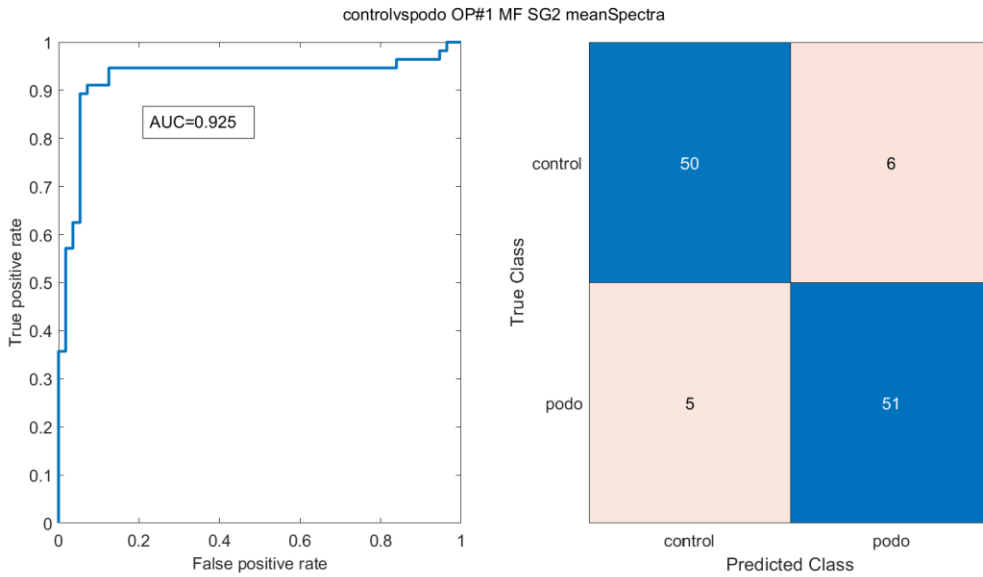 controlvspodo OP#1 MF SG2 meanSpectra
1
0.9
0.8
0.7
0.6
0.5
0.4
0.3
0.2
0.1
0
True positive rate
AUC=0.925
0 0.2 0.4 0.6 0.8 1
False positive rate
True Class
control
podo
50 6
5 51
control podo
Predicted Class